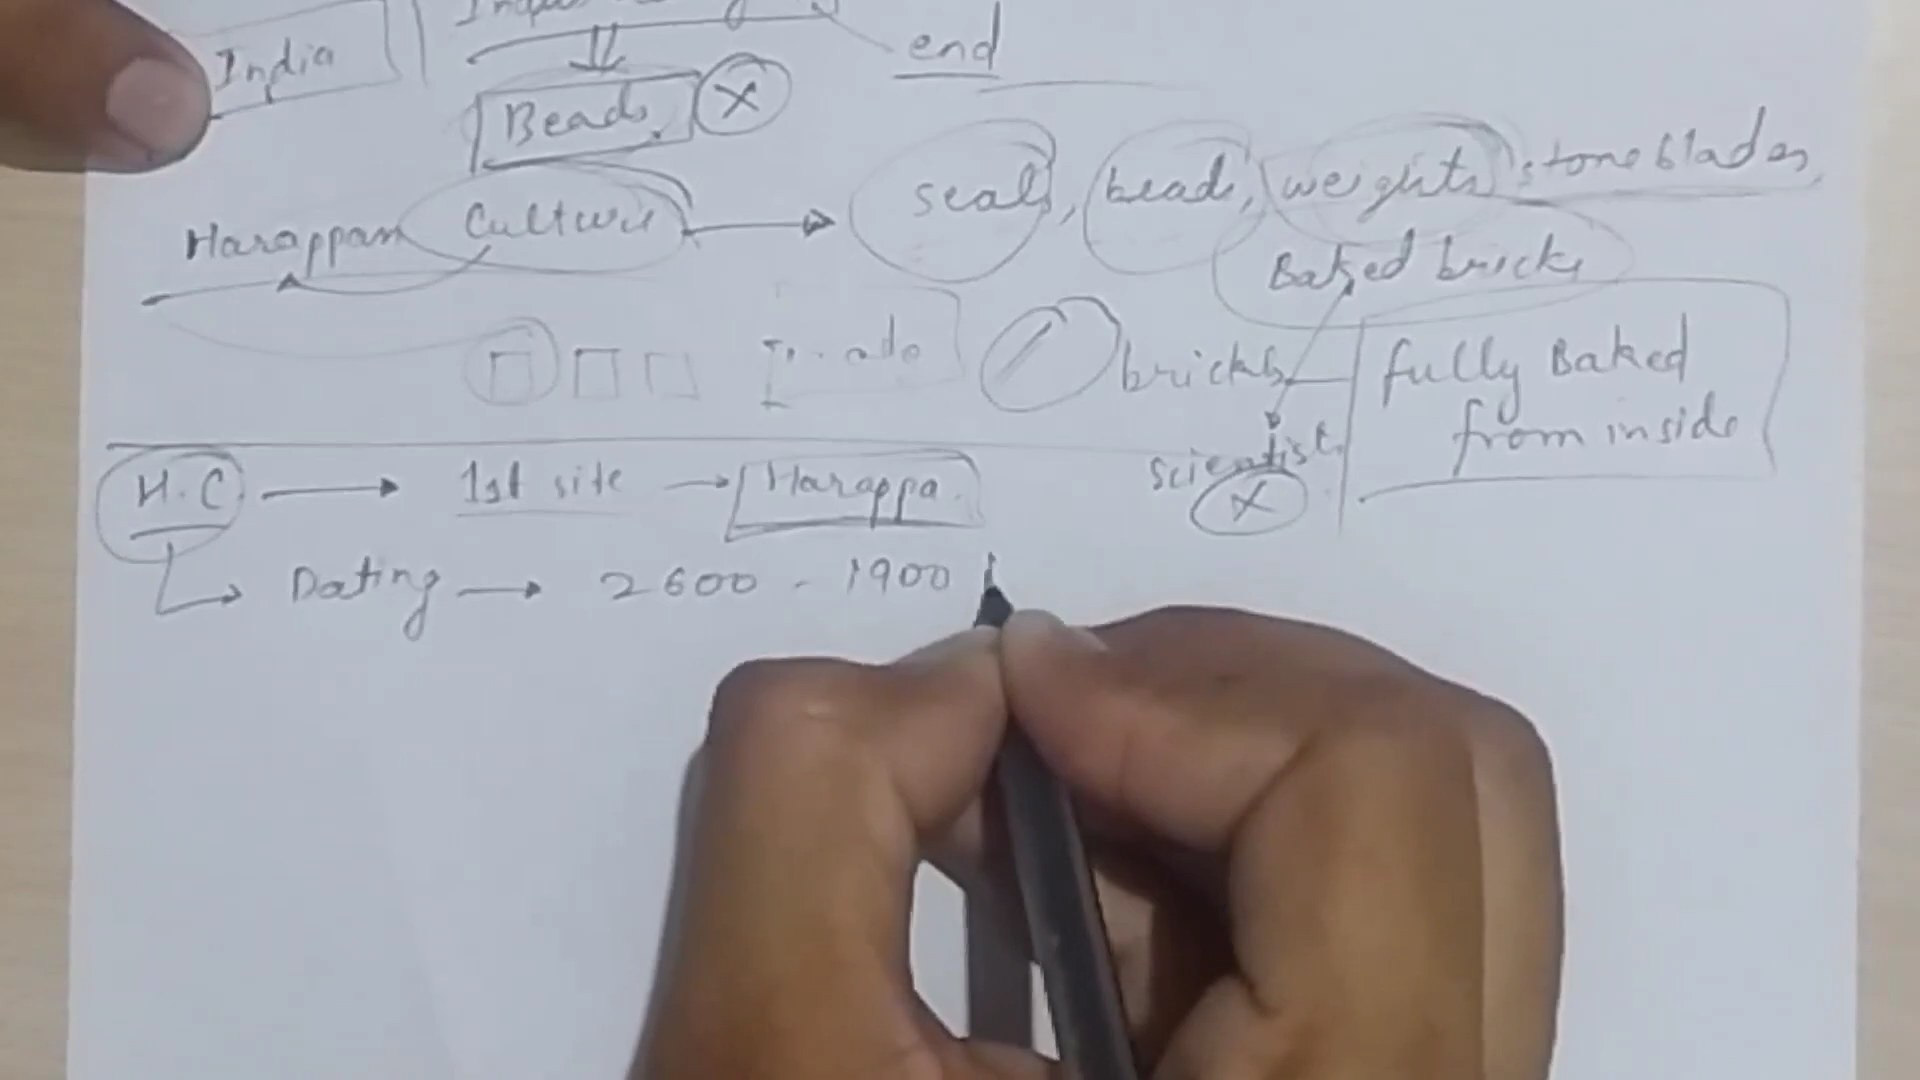 India
end
Beads X
Harappan Culture → seals, beads, weights, stone blades,
Baked bricks
bricks
fully Baked
from inside
scientist
X
H.C → 1st site → Harappa.
Dating → 2600 - 1900